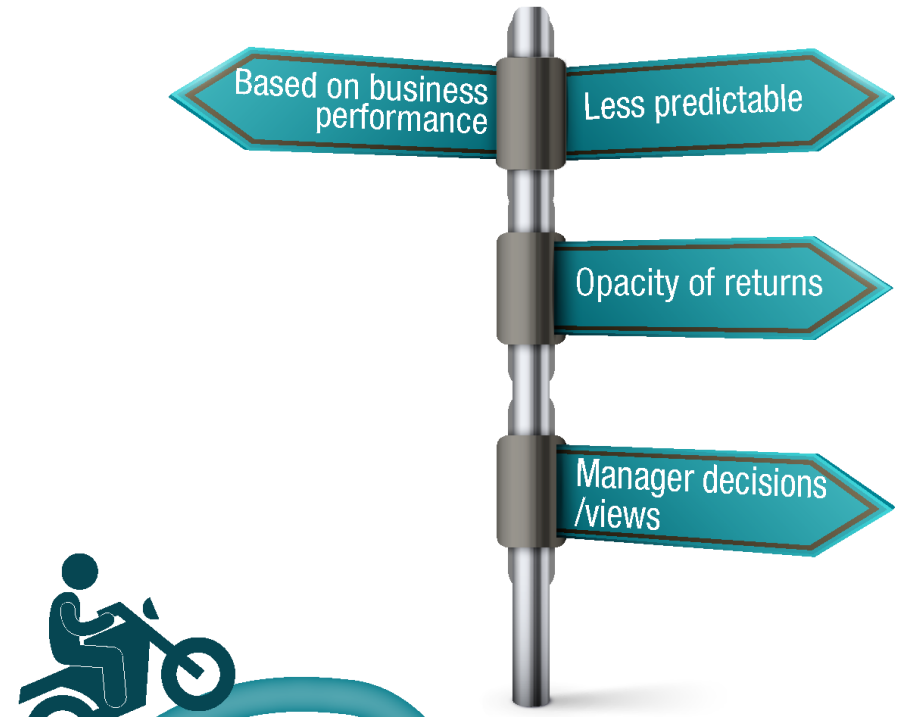 Based on business
performance
Less predictable
Opacity of returns
Manager decisions
/views